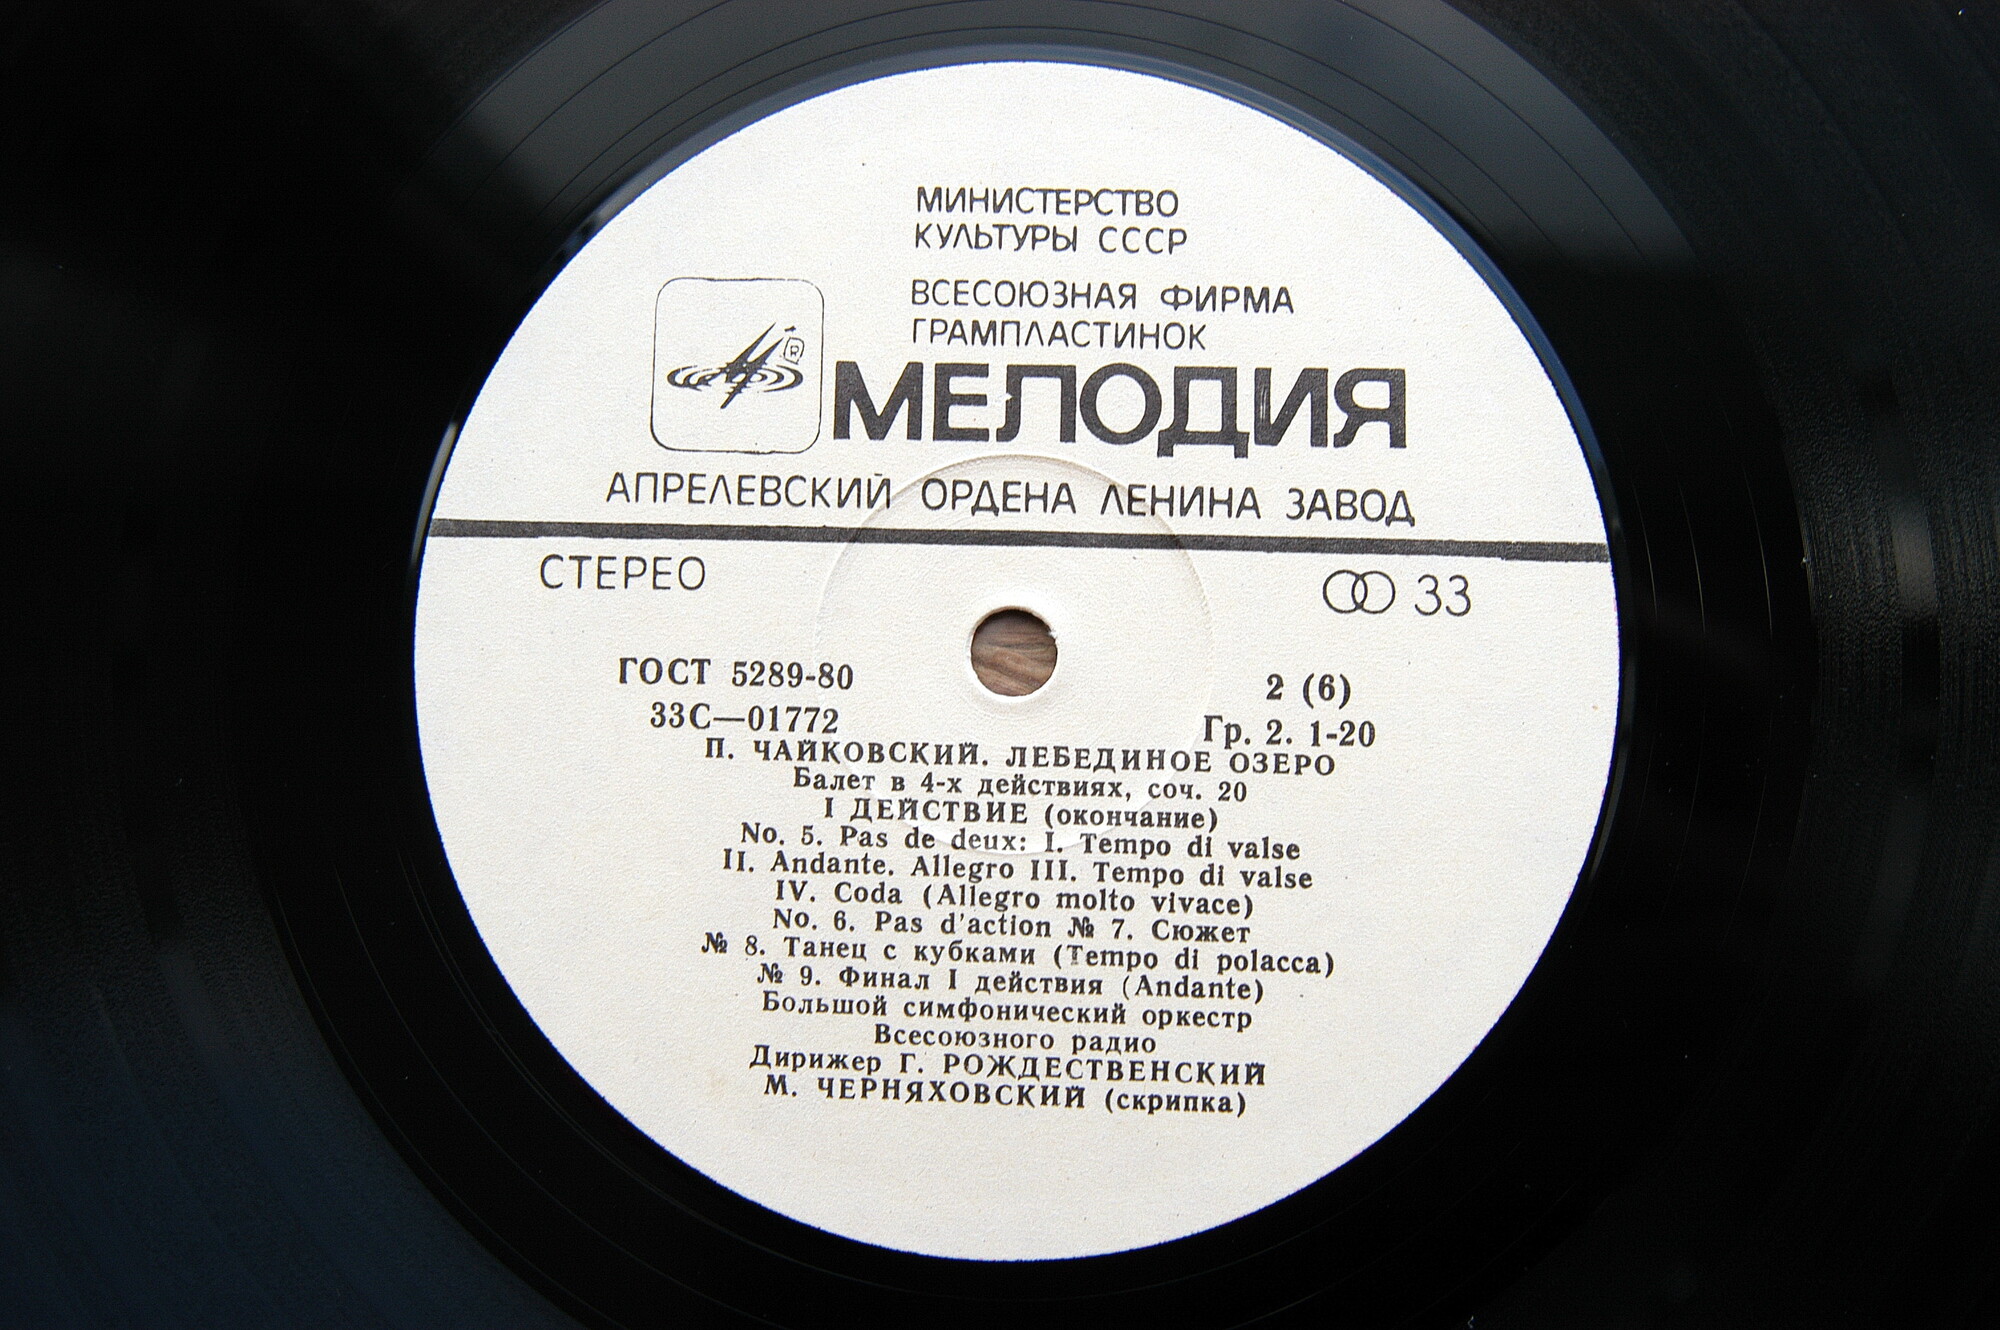 МИНИСТЕРСТВО
КУЛЬТУРЫ СССР
ВСЕСОЮЗНАЯ ФИРМА
ГРАМПЛАСТИНОК
® МЕЛОДИЯ
АПРЕЛЕВСКИЙ ОРДЕНА ЛЕНИНА ЗАВОД
СТЕРЕО 33
ГОСТ 5289-80 2 (6)
33С—01772 Гр. 2. 1-20
П. ЧАЙКОВСКИЙ. ЛЕБЕДИНОЕ ОЗЕРО
Балет в 4-х действиях, соч. 20
I ДЕЙСТВИЕ (окончание)
No. 5. Pas de deux: I. Tempo di valse
II. Andante. Allegro III. Tempo di valse
IV. Coda (Allegro molto vivace)
No. 6. Pas d'action № 7. Сюжет
№ 8. Танец с кубками (Tempo di polacca)
№ 9. Финал I действия (Andante)
Большой симфонический оркестр
Всесоюзного радио
Дирижер Г. РОЖДЕСТВЕНСКИЙ
М. ЧЕРНЯХОВСКИЙ (скрипка)